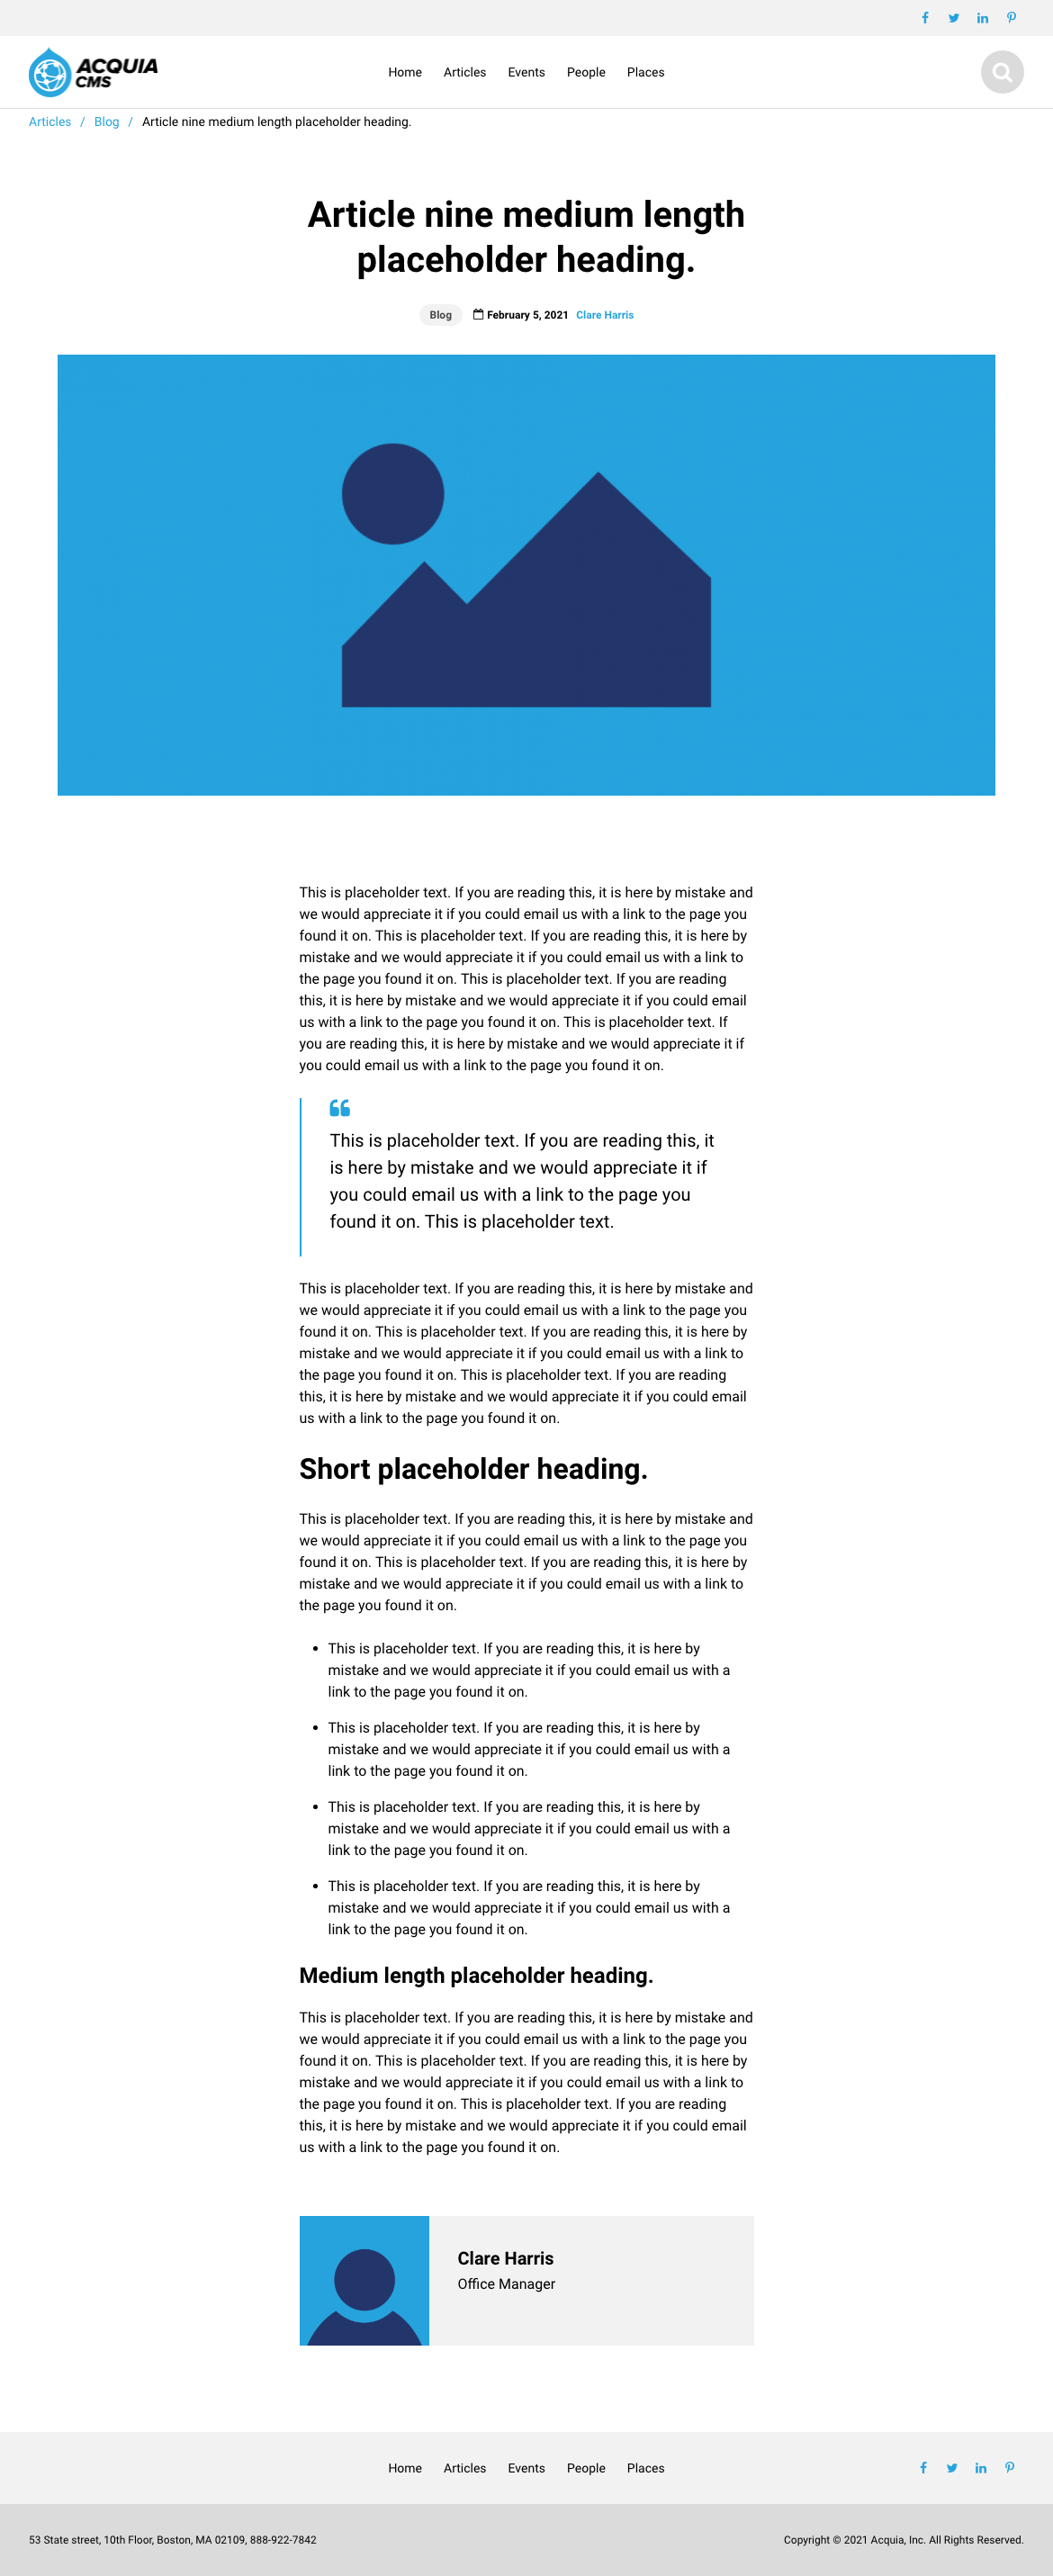 ACQUIA
CMS
Home Articles Events People Places
Articles / Blog / Article nine medium length placeholder heading.
Article nine medium length
placeholder heading.
Blog February 5, 2021 Clare Harris
This is placeholder text. If you are reading this, it is here by mistake and
we would appreciate it if you could email us with a link to the page you
found it on. This is placeholder text. If you are reading this, it is here by
mistake and we would appreciate it if you could email us with a link to
the page you found it on. This is placeholder text. If you are reading
this, it is here by mistake and we would appreciate it if you could email
us with a link to the page you found it on. This is placeholder text. If
you are reading this, it is here by mistake and we would appreciate it if
you could email us with a link to the page you found it on.
This is placeholder text. If you are reading this, it
is here by mistake and we would appreciate it if
you could email us with a link to the page you
found it on. This is placeholder text.
This is placeholder text. If you are reading this, it is here by mistake and
we would appreciate it if you could email us with a link to the page you
found it on. This is placeholder text. If you are reading this, it is here by
mistake and we would appreciate it if you could email us with a link to
the page you found it on. This is placeholder text. If you are reading
this, it is here by mistake and we would appreciate it if you could email
us with a link to the page you found it on.
Short placeholder heading.
This is placeholder text. If you are reading this, it is here by mistake and
we would appreciate it if you could email us with a link to the page you
found it on. This is placeholder text. If you are reading this, it is here by
mistake and we would appreciate it if you could email us with a link to
the page you found it on.
• This is placeholder text. If you are reading this, it is here by
mistake and we would appreciate it if you could email us with a
link to the page you found it on.
• This is placeholder text. If you are reading this, it is here by
mistake and we would appreciate it if you could email us with a
link to the page you found it on.
• This is placeholder text. If you are reading this, it is here by
mistake and we would appreciate it if you could email us with a
link to the page you found it on.
• This is placeholder text. If you are reading this, it is here by
mistake and we would appreciate it if you could email us with a
link to the page you found it on.
Medium length placeholder heading.
This is placeholder text. If you are reading this, it is here by mistake and
we would appreciate it if you could email us with a link to the page you
found it on. This is placeholder text. If you are reading this, it is here by
mistake and we would appreciate it if you could email us with a link to
the page you found it on. This is placeholder text. If you are reading
this, it is here by mistake and we would appreciate it if you could email
us with a link to the page you found it on.
Clare Harris
Office Manager
Home Articles Events People Places
53 State street, 10th Floor, Boston, MA 02109, 888-922-7842
Copyright © 2021 Acquia, Inc. All Rights Reserved.